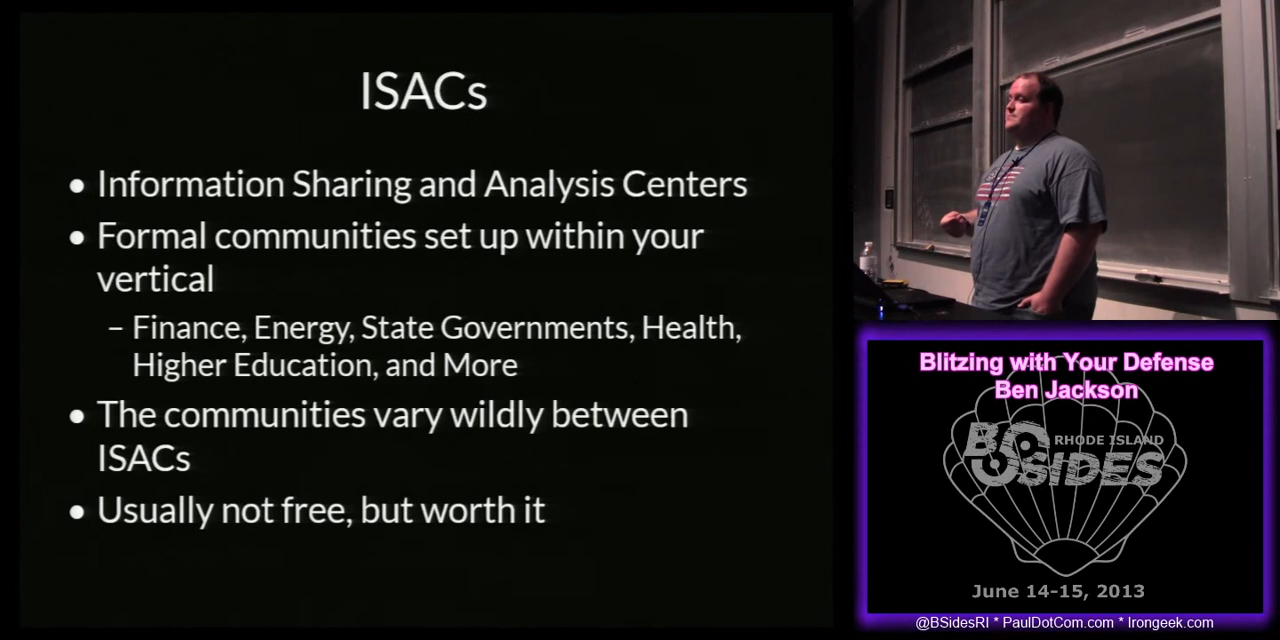 ISACs
• Information Sharing and Analysis Centers
• Formal communities set up within your
vertical
– Finance, Energy, State Governments, Health,
Higher Education, and More
• The communities vary wildly between
ISACs
• Usually not free, but worth it
Blitzing with Your Defense
Ben Jackson
BSIDES
RHODE ISLAND
June 14-15, 2013
@BSidesRI * PaulDotCom.com * Irongeek.com